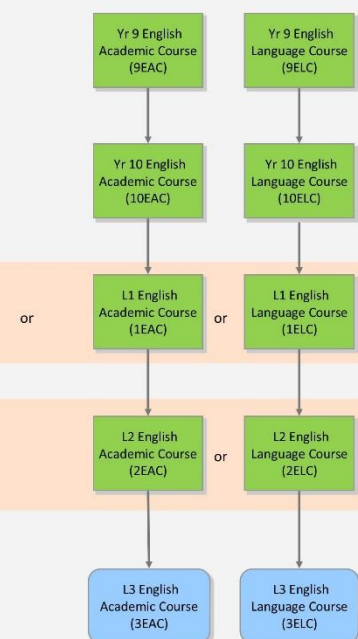 Yr 9 English
Academic Course
(9EAC)
Yr 9 English
Language Course
(9ELC)
Yr 10 English
Academic Course
(10EAC)
Yr 10 English
Language Course
(10ELC)
or
L1 English
Academic Course
(1EAC)
or
L1 English
Language Course
(1ELC)
L2 English
Academic Course
(2EAC)
or
L2 English
Language Course
(2ELC)
L3 English
Academic Course
(3EAC)
L3 English
Language Course
(3ELC)